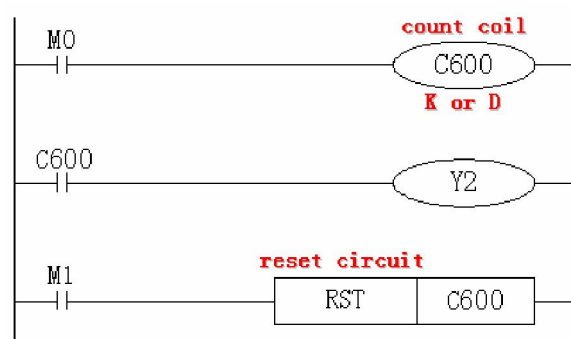 count coil
M0
C600
K or D
C600
Y2
reset circuit
M1
RST C600